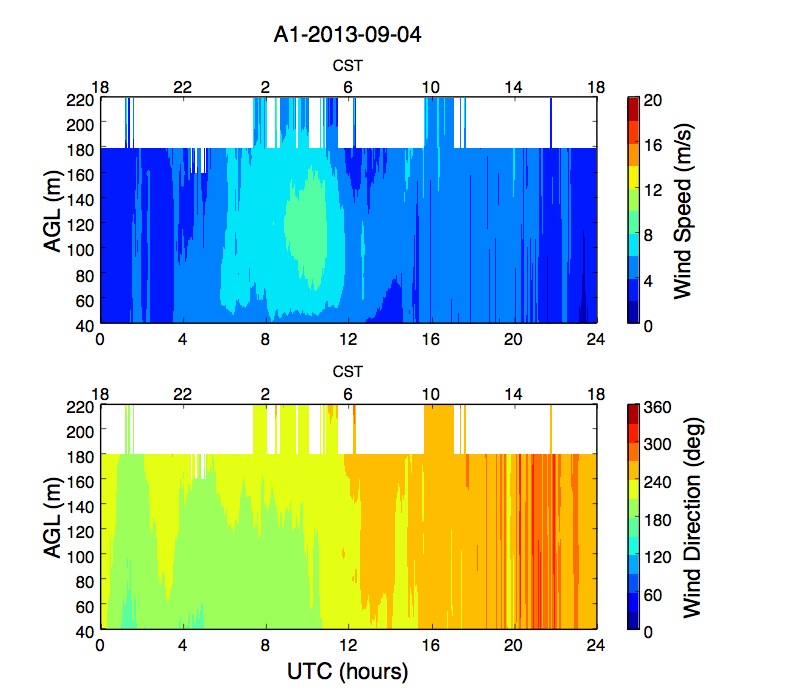 A1-2013-09-04
CST
18 22 2 6 10 14 18
220
200
180
160
140
120
100
80
60
40
AGL (m)
0 4 8 12 16 20 24
20
16
12
8
4
0
Wind Speed (m/s)
CST
18 22 2 6 10 14 18
220
200
180
160
140
120
100
80
60
40
AGL (m)
0 4 8 12 16 20 24
UTC (hours)
360
300
240
180
120
60
0
Wind Direction (deg)